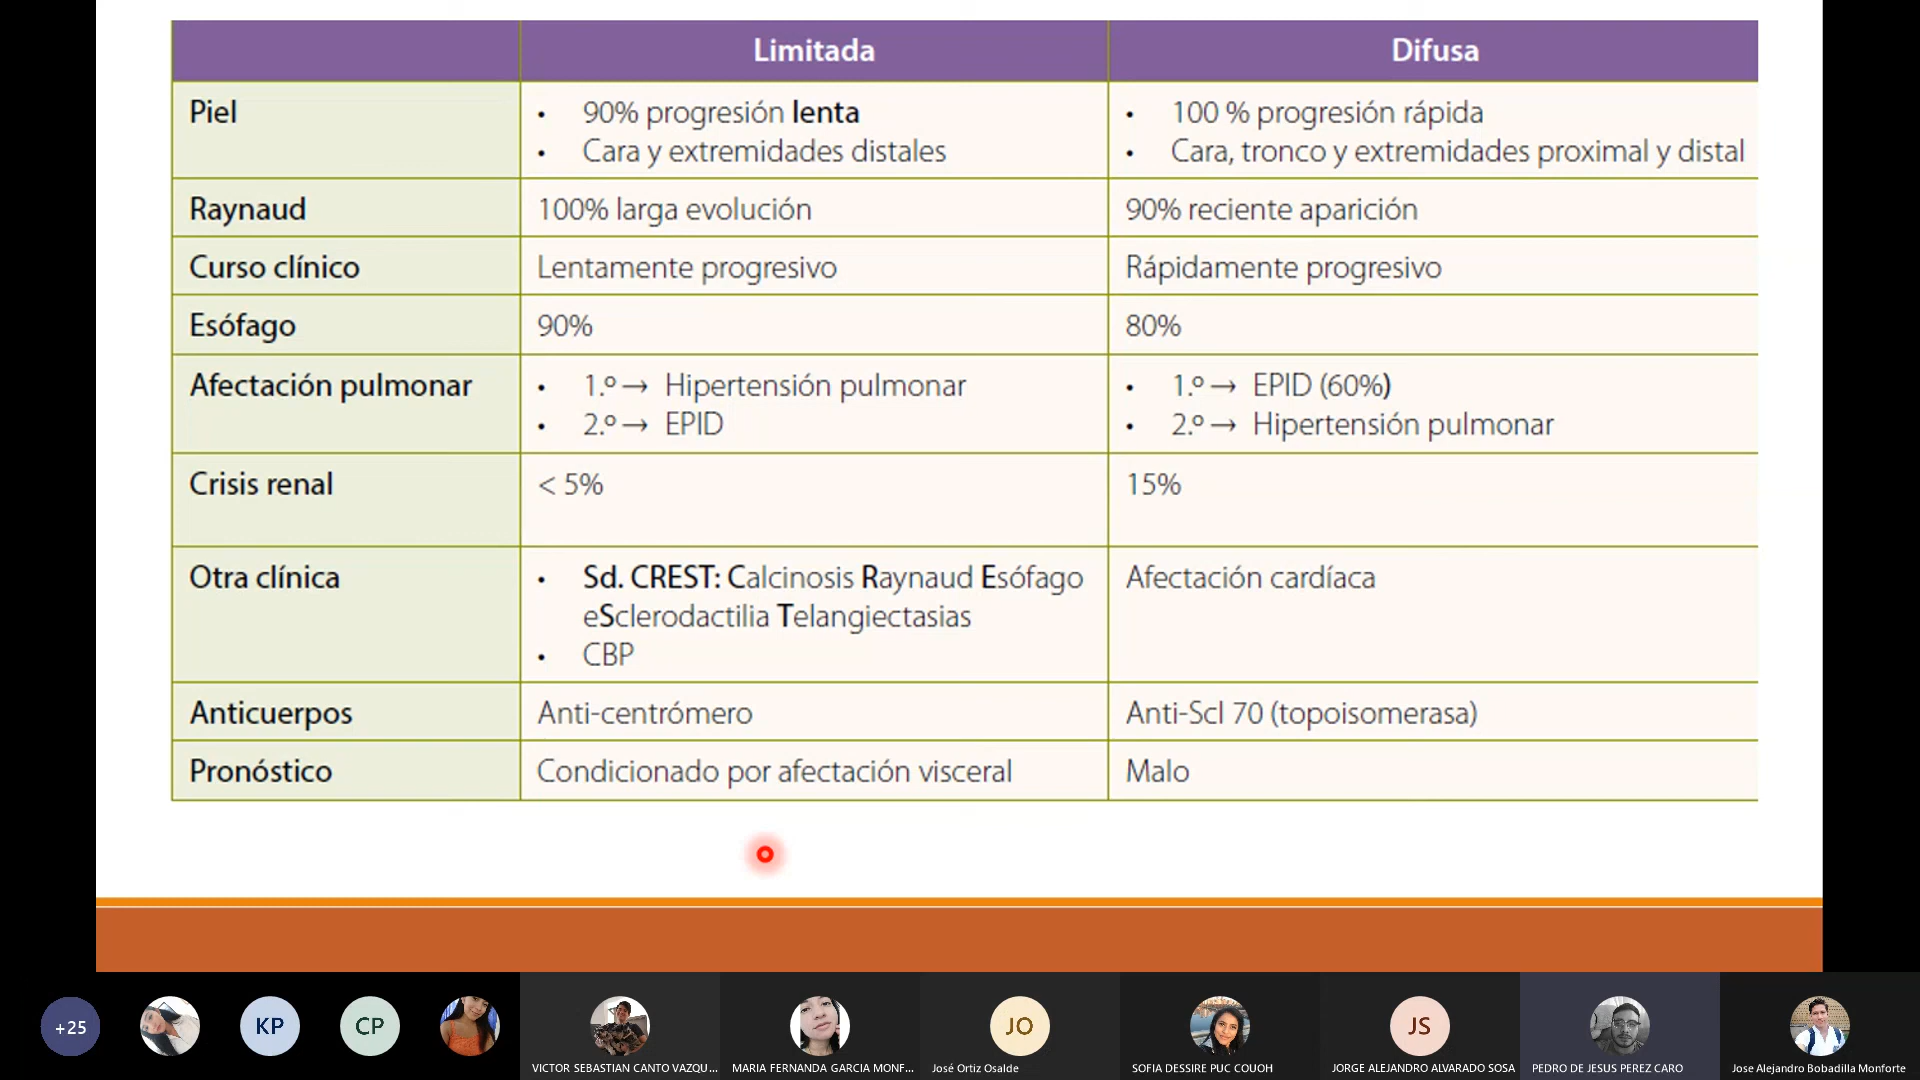 Limitada
Difusa
Piel
• 90% progresión lenta
• Cara y extremidades distales
• 100 % progresión rápida
• Cara, tronco y extremidades proximal y distal
Raynaud
100% larga evolución
90% reciente aparición
Curso clínico
Lentamente progresivo
Rápidamente progresivo
Esófago
90%
80%
Afectación pulmonar
• 1.º → Hipertensión pulmonar
• 2.º → EPID
• 1.º → EPID (60%)
• 2.º → Hipertensión pulmonar
Crisis renal
< 5%
15%
Otra clínica
• Sd. CREST: Calcinosis Raynaud Esófago
eSclerodactilia Telangiectasias
• CBP
Afectación cardíaca
Anticuerpos
Anti-centrómero
Anti-Scl 70 (topoisomerasa)
Pronóstico
Condicionado por afectación visceral
Malo
+25
KP
CP
VICTOR SEBASTIAN CANTO VAZQU...
MARIA FERNANDA GARCIA MONF...
JO
José Ortiz Osalde
SOFIA DESSIRE PUC COUOH
JS
JORGE ALEJANDRO ALVARADO SOSA
PEDRO DE JESUS PEREZ CARO
Jose Alejandro Bobadilla Monforte